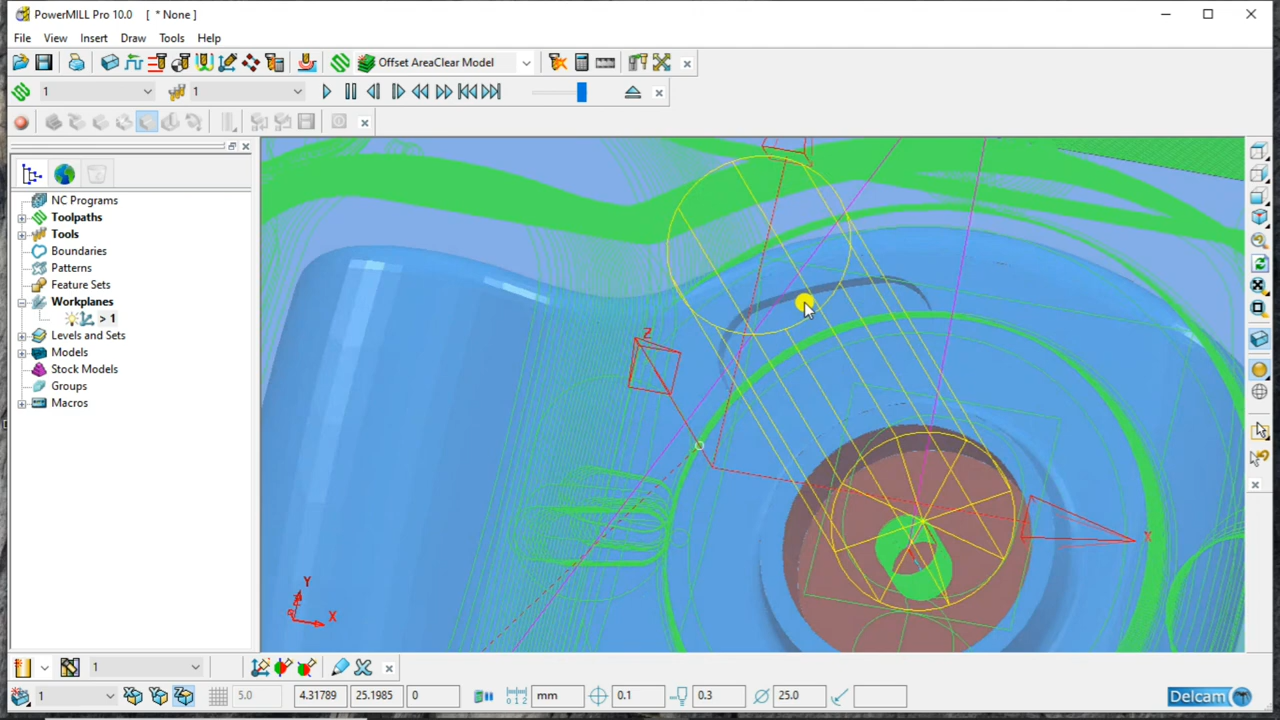 PowerMILL Pro 10.0 [ * None ]
File View Insert Draw Tools Help
Offset AreaClear Model
1 1
NC Programs
Toolpaths
Tools
Boundaries
Patterns
Feature Sets
Workplanes
> 1
Levels and Sets
Models
Stock Models
Groups
Macros
Z
X
Y
X
1
1 5.0 4.31789 25.1985 0 mm 0.1 0.3 25.0 Delcam